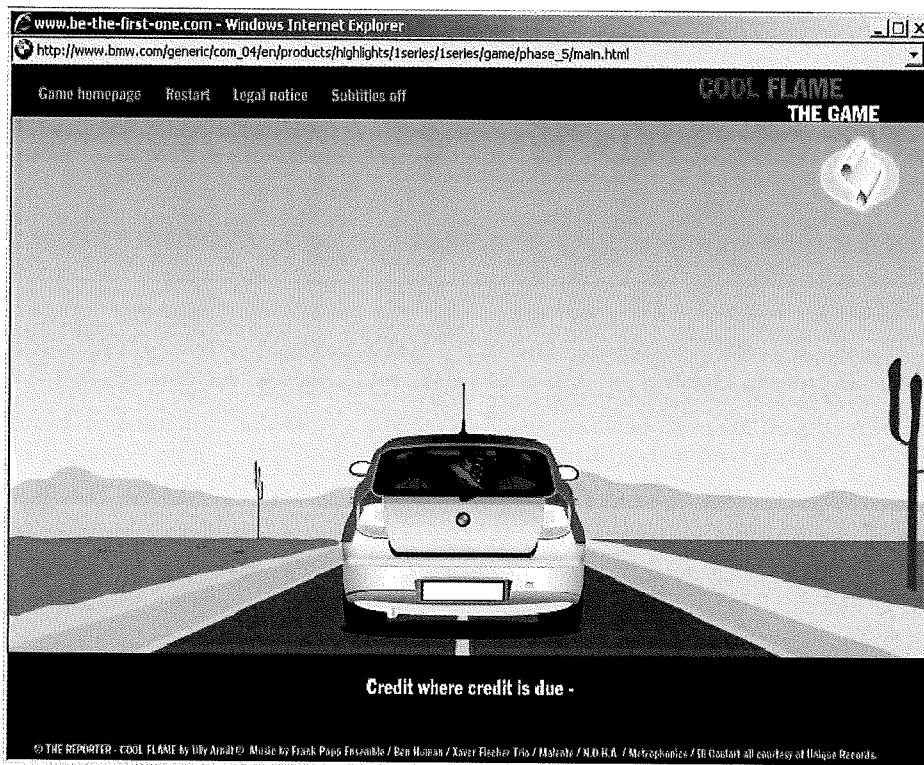 www.be-the-first-one.com - Windows Internet Explorer
http://www.bmw.com/generic/com_04/en/products/highlights/1series/1series/game/phase_5/main.html
Game homepage Restart Legal notice Subtitles off
COOL FLAME
THE GAME
Credit where credit is due -
© THE REPORTER - COOL FLAME by Uly Arndt © Music by Frank Popp Ensemble / Ben Human / Xaver Fischer Trio / Malente / N.O.H.A. / Metrophonics / all courtesy of Unique Records.